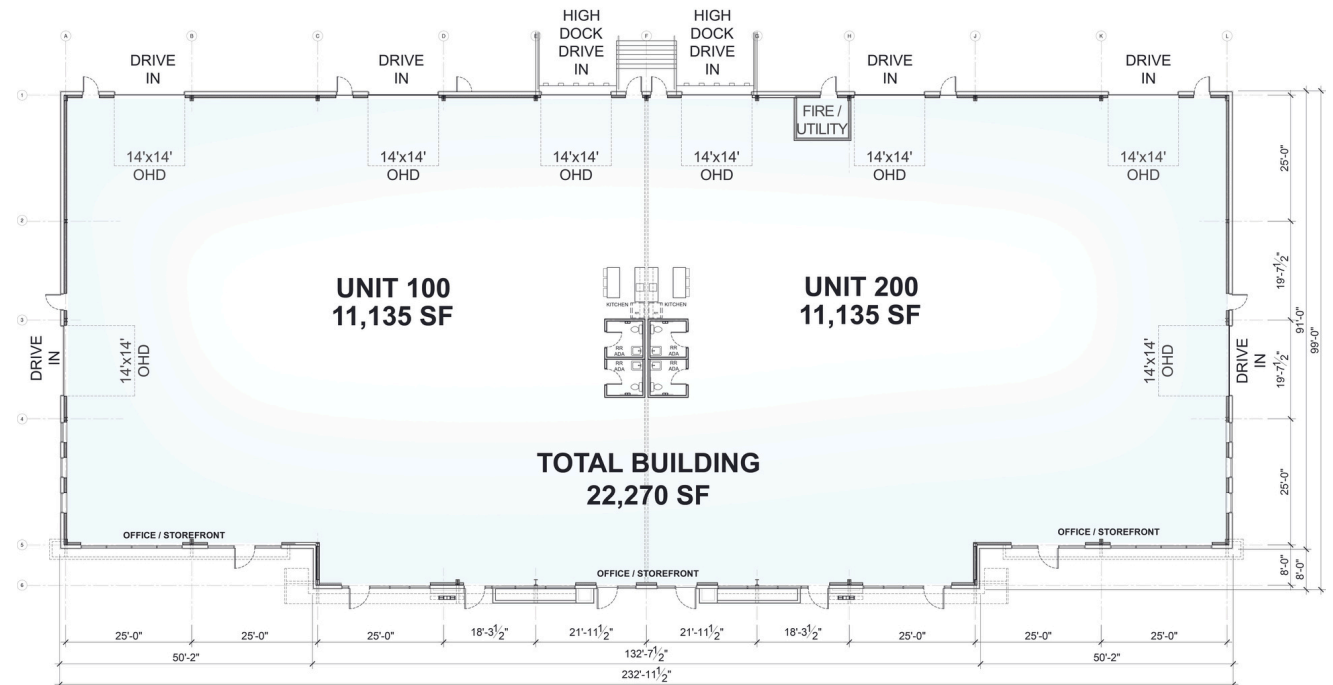 HIGH
DOCK
DRIVE
IN
HIGH
DOCK
DRIVE
IN
A
B
C
D
E
F
G
H
J
K
L
DRIVE
IN
DRIVE
IN
DRIVE
IN
DRIVE
IN
1
FIRE /
UTILITY
14'x14'
OHD
14'x14'
OHD
14'x14'
OHD
14'x14'
OHD
14'x14'
OHD
14'x14'
OHD
25'-0"
2
UNIT 100
11,135 SF
UNIT 200
11,135 SF
KITCHEN
KITCHEN
19'-7½"
91'-0"
99'-0"
3
DRIVE
IN
14'x14'
OHD
RR
ADA
RR
ADA
RR
ADA
RR
ADA
14'x14'
OHD
DRIVE
IN
19'-7½"
4
TOTAL BUILDING
22,270 SF
25'-0"
OFFICE / STOREFRONT
OFFICE / STOREFRONT
5
OFFICE / STOREFRONT
8'-0"
8'-0"
6
25'-0"
25'-0"
25'-0"
18'-3½"
21'-11½"
21'-11½"
18'-3½"
25'-0"
25'-0"
25'-0"
50'-2"
132'-7½"
50'-2"
232'-11½"